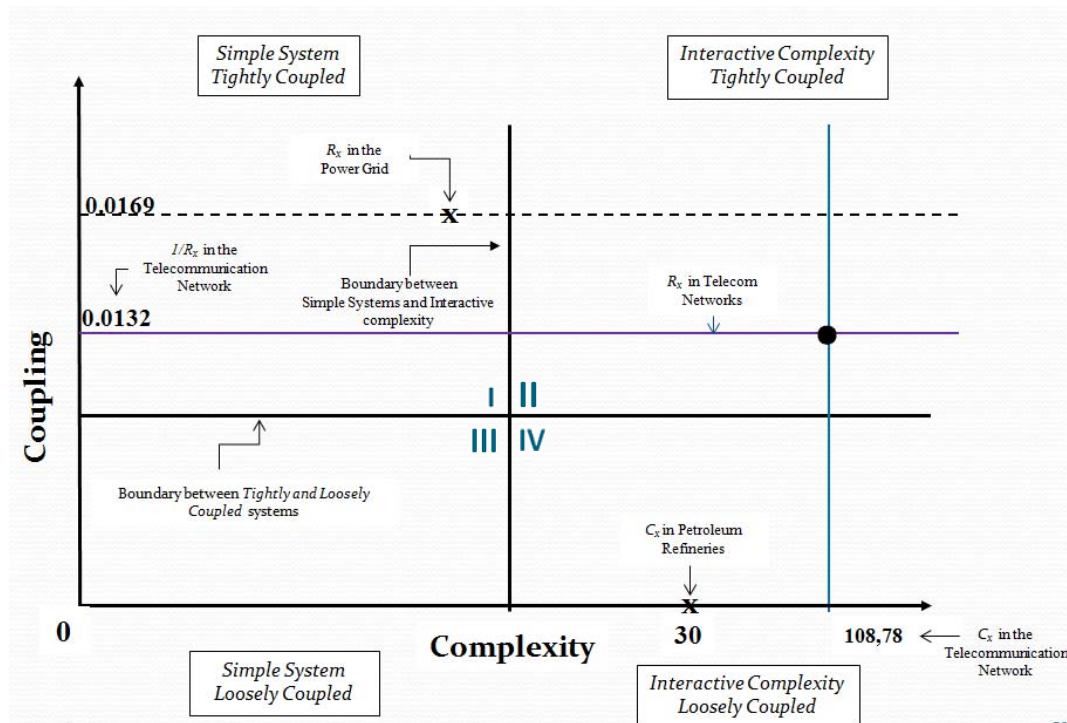 Simple System
Tightly Coupled
Interactive Complexity
Tightly Coupled
Rx in the
Power Grid
0.0169
x
1/Rx in the
Telecommunication
Network
Boundary between
Simple Systems and Interactive
complexity
Rx in Telecom
Networks
0.0132
Coupling
I
II
III
IV
Boundary between Tightly and Loosely
Coupled systems
Cx in Petroleum
Refineries
x
0
Complexity
30
108,78
Cx in the
Telecommunication
Network
Simple System
Loosely Coupled
Interactive Complexity
Loosely Coupled